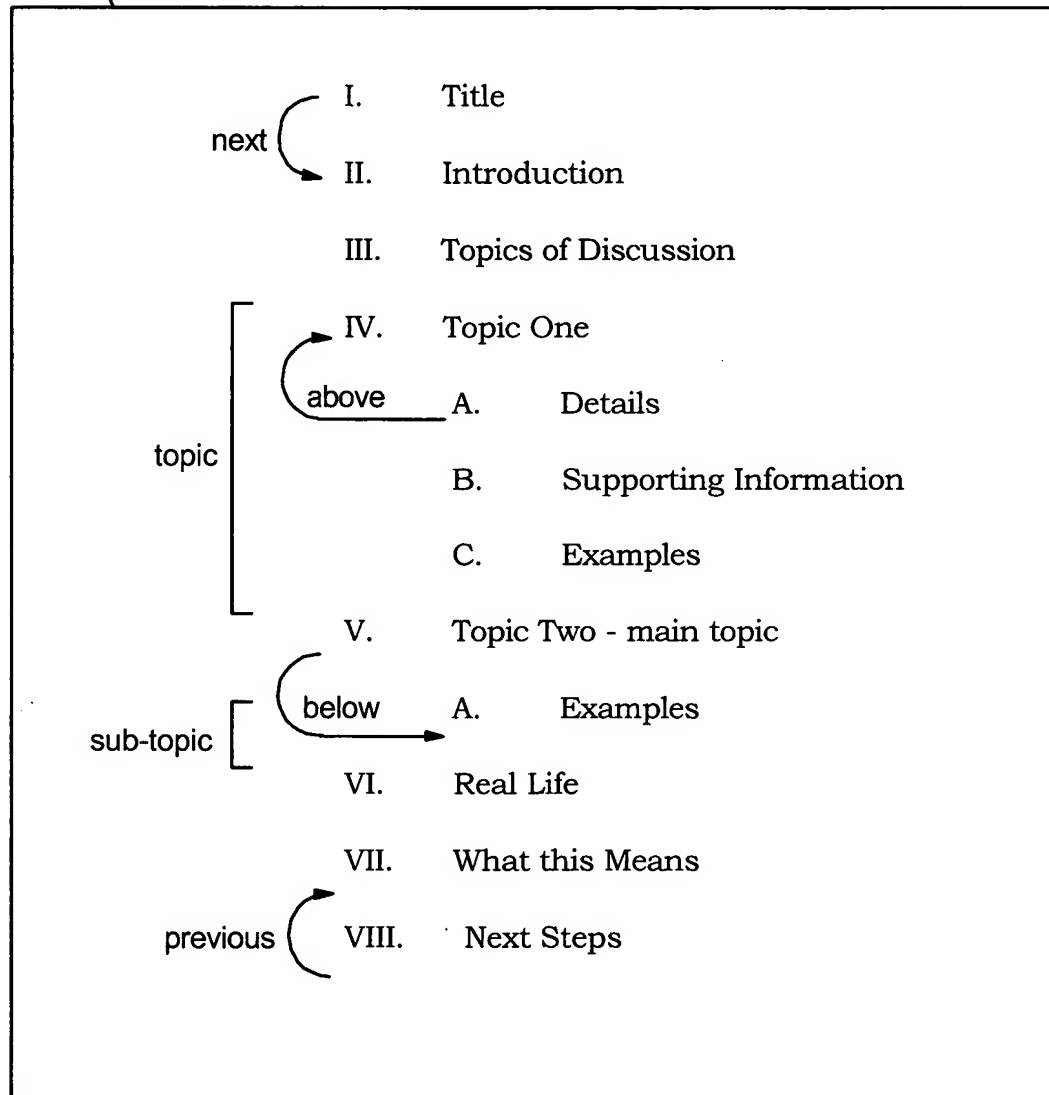 I. Title
next
II. Introduction
III. Topics of Discussion
IV. Topic One
above
A. Details
topic
B. Supporting Information
C. Examples
V. Topic Two - main topic
below
A. Examples
sub-topic
VI. Real Life
VII. What this Means
previous
VIII. Next Steps